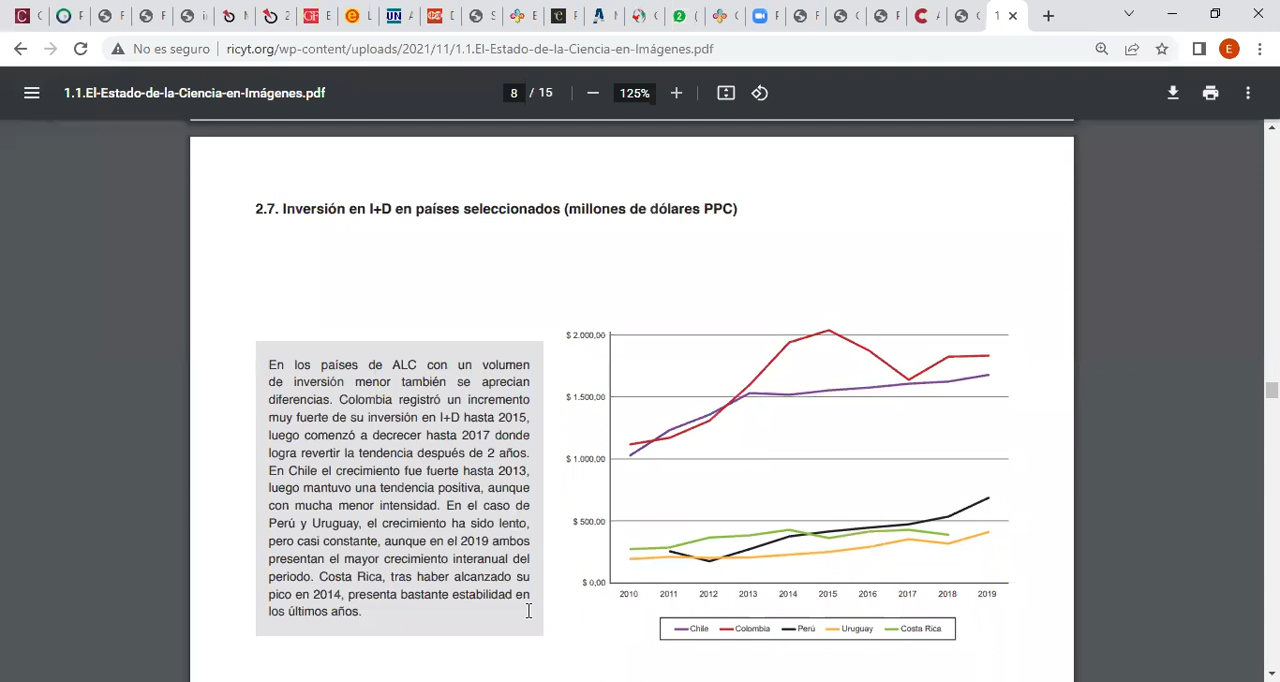 No es seguro
ricyt.org/wp-content/uploads/2021/11/1.1.El-Estado-de-la-Ciencia-en-Imágenes.pdf
E
1.1.El-Estado-de-la-Ciencia-en-Imágenes.pdf
8 / 15
125%
2.7. Inversión en I+D en países seleccionados (millones de dólares PPC)
En los países de ALC con un volumen
de inversión menor también se aprecian
diferencias. Colombia registró un incremento
muy fuerte de su inversión en I+D hasta 2015,
luego comenzó a decrecer hasta 2017 donde
logra revertir la tendencia después de 2 años.
En Chile el crecimiento fue fuerte hasta 2013,
luego mantuvo una tendencia positiva, aunque
con mucha menor intensidad. En el caso de
Perú y Uruguay, el crecimiento ha sido lento,
pero casi constante, aunque en el 2019 ambos
presentan el mayor crecimiento interanual del
periodo. Costa Rica, tras haber alcanzado su
pico en 2014, presenta bastante estabilidad en
los últimos años.
$ 2.000,00
$ 1.500,00
$ 1.000,00
$ 500,00
$ 0,00
2010 2011 2012 2013 2014 2015 2016 2017 2018 2019
Chile Colombia Perú Uruguay Costa Rica